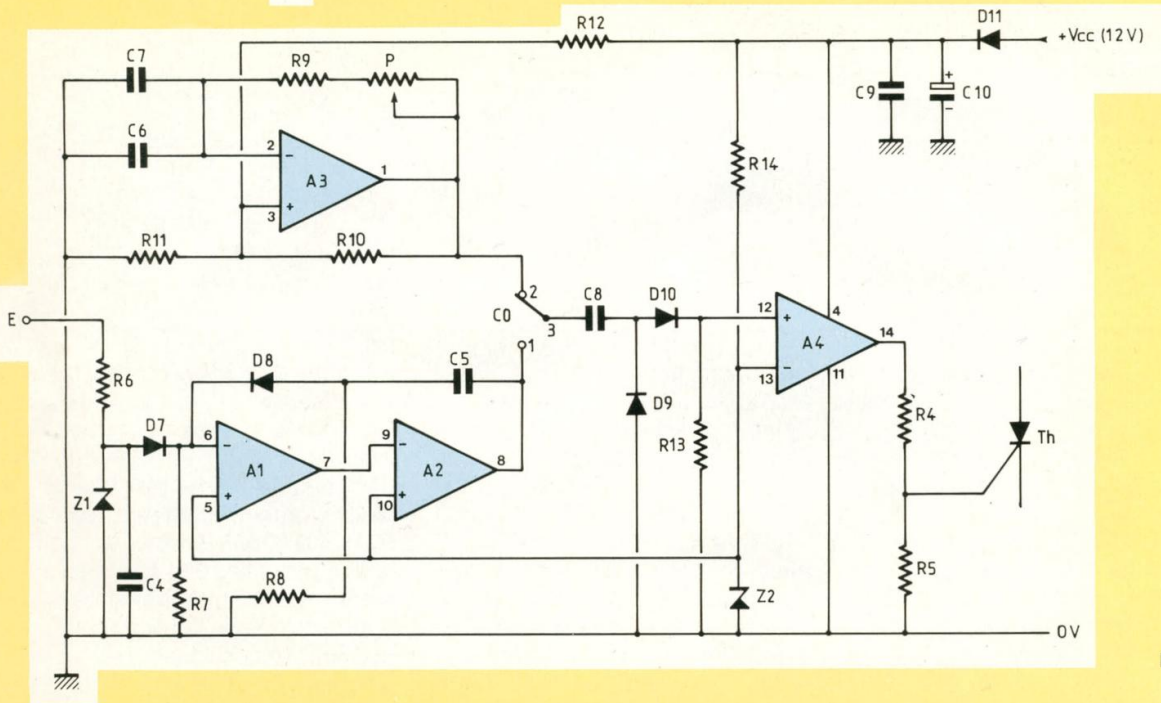 D11
R12
+Vcc (12V)
C7
R9
P
C9
+
C10
-
C6
2
-
A3
1
3
+
R14
R11
R10
2
C8
D10
E
C0
3
12
+
4
A4
14
1
13
-
11
D8
C5
R6
R4
D9
D7
6
-
9
-
R13
Th
A1
7
A2
8
Z1
5
+
10
+
C4
R7
R8
Z2
R5
0V